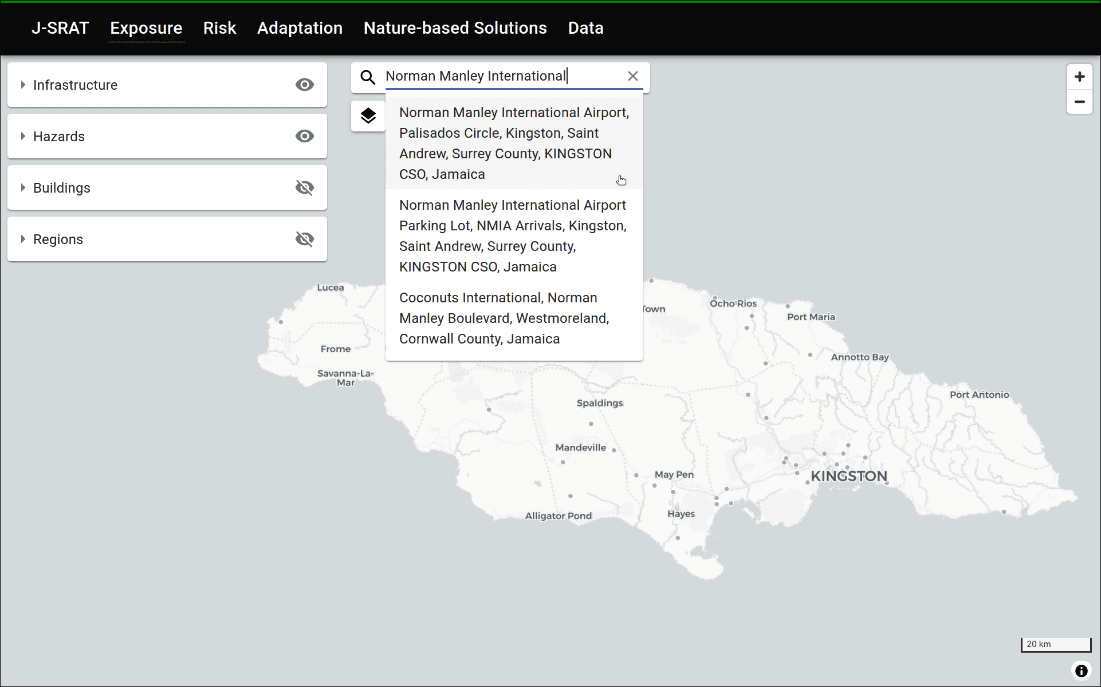 J-SRAT Exposure Risk Adaptation Nature-based Solutions Data
Infrastructure
Hazards
Buildings
Regions
Norman Manley International
Norman Manley International Airport,
Palisados Circle, Kingston, Saint
Andrew, Surrey County, KINGSTON
CSO, Jamaica
Norman Manley International Airport
Parking Lot, NMIA Arrivals, Kingston,
Saint Andrew, Surrey County,
KINGSTON CSO, Jamaica
Coconuts International, Norman
Manley Boulevard, Westmoreland,
Cornwall County, Jamaica
+
−
Lucea
Town
Ocho Rios
Port Maria
Frome
Annotto Bay
Savanna-La-
Mar
Port Antonio
Spaldings
Mandeville
May Pen
KINGSTON
Hayes
Alligator Pond
20 km